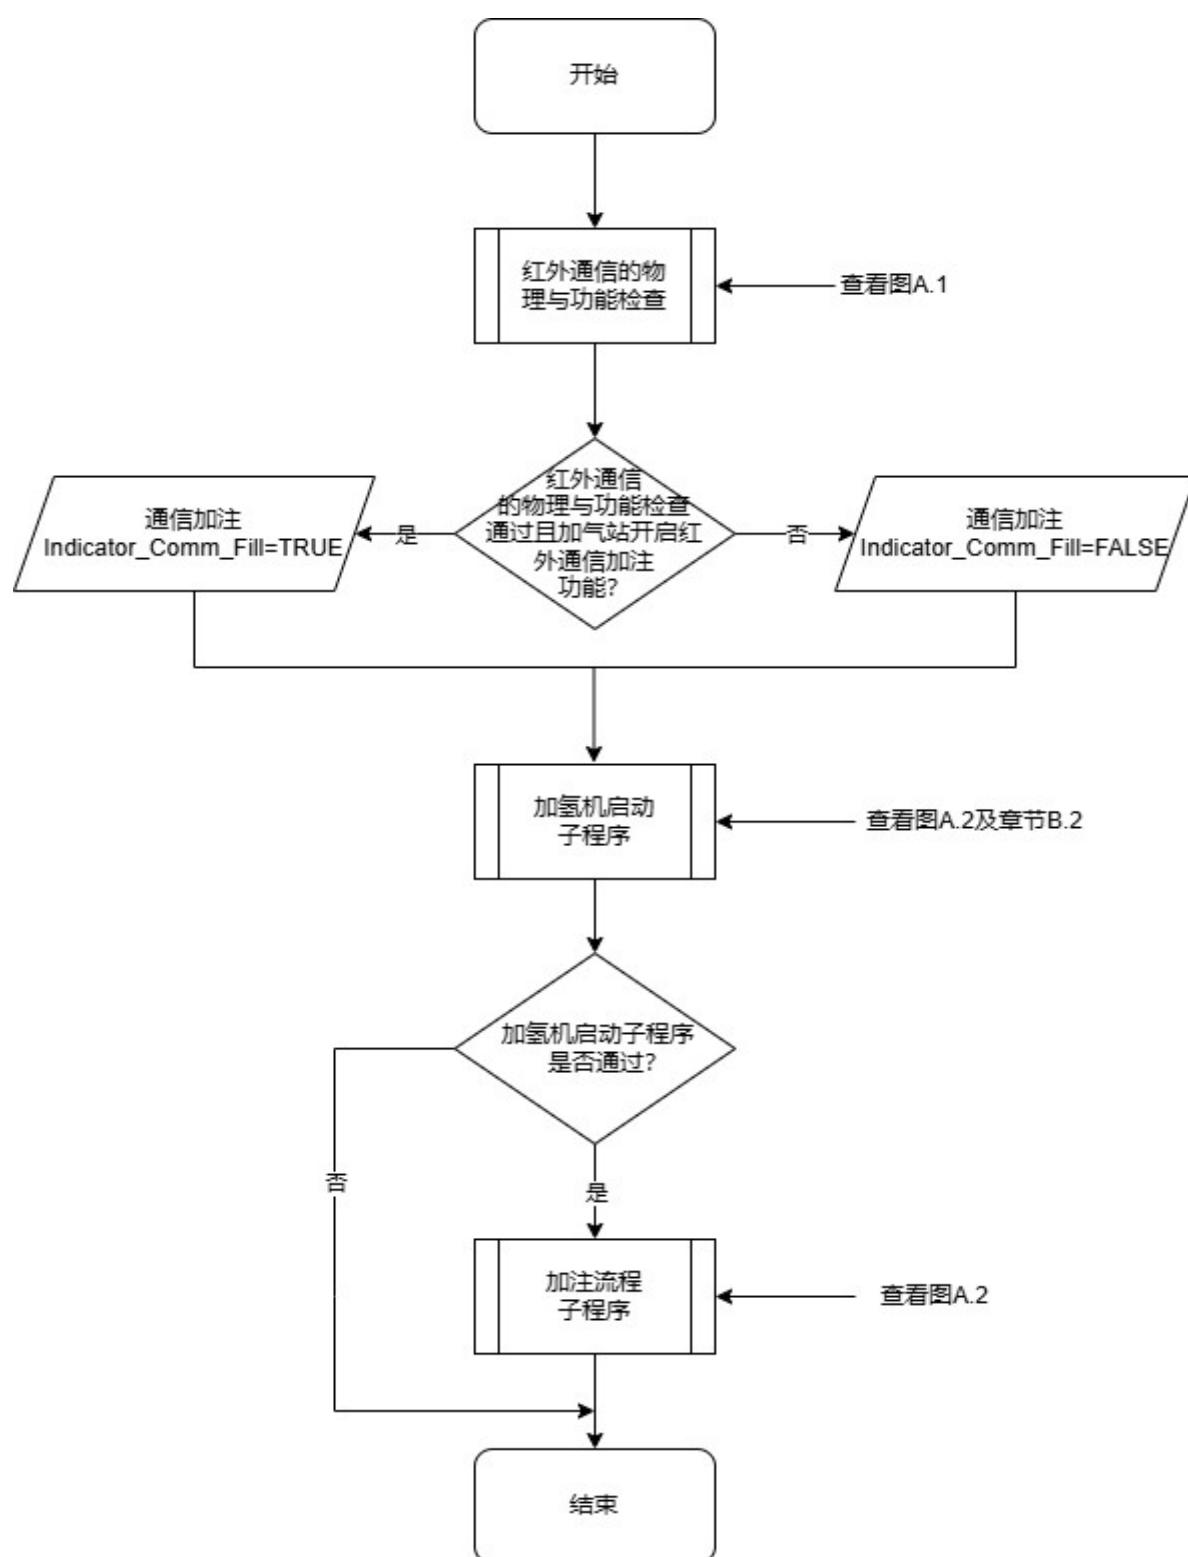 开始
红外通信的物
理与功能检查
查看图A.1
红外通信
的物理与功能检查
通过且加气站开启红
外通信加注
功能?
是
否
通信加注
Indicator_Comm_Fill=TRUE
通信加注
Indicator_Comm_Fill=FALSE
加氢机启动
子程序
查看图A.2及章节B.2
加氢机启动子程序
是否通过?
否
是
加注流程
子程序
查看图A.2
结束